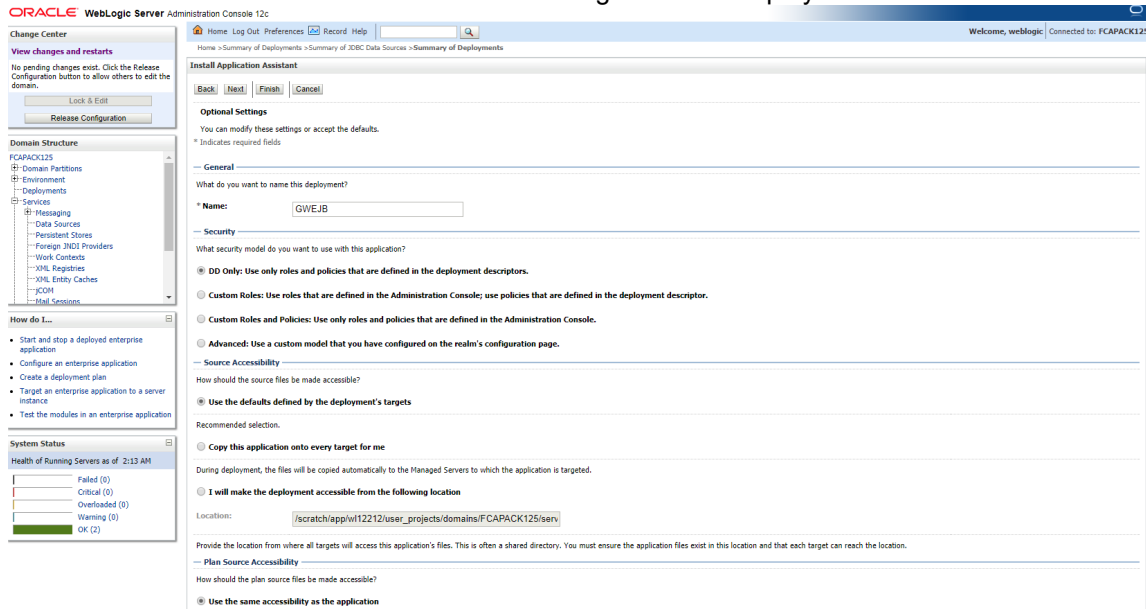 ORACLE WebLogic Server Administration Console 12c
Change Center
View changes and restarts
No pending changes exist. Click the Release
Configuration button to allow others to edit the
domain.
Lock & Edit
Release Configuration
Domain Structure
FCAPACK125
Domain Partitions
Environment
Deployments
Services
Messaging
Data Sources
Persistent Stores
Foreign JNDI Providers
Work Contexts
XML Registries
XML Entity Caches
jCOM
Mail Sessions
How do I...
Start and stop a deployed enterprise
application
Configure an enterprise application
Create a deployment plan
Target an enterprise application to a server
instance
Test the modules in an enterprise application
System Status
Health of Running Servers as of 2:13 AM
Failed (0)
Critical (0)
Overloaded (0)
Warning (0)
OK (2)
Home Log Out Preferences Record Help
Welcome, weblogic Connected to: FCAPACK125
Home >Summary of Deployments >Summary of JDBC Data Sources >Summary of Deployments
Install Application Assistant
Back Next Finish Cancel
Optional Settings
You can modify these settings or accept the defaults.
* Indicates required fields
General
What do you want to name this deployment?
* Name: GWEJB
Security
What security model do you want to use with this application?
DD Only: Use only roles and policies that are defined in the deployment descriptors.
Custom Roles: Use roles that are defined in the Administration Console; use policies that are defined in the deployment descriptor.
Custom Roles and Policies: Use only roles and policies that are defined in the Administration Console.
Advanced: Use a custom model that you have configured on the realm's configuration page.
Source Accessibility
How should the source files be made accessible?
Use the defaults defined by the deployment's targets
Recommended selection.
Copy this application onto every target for me
During deployment, the files will be copied automatically to the Managed Servers to which the application is targeted.
I will make the deployment accessible from the following location
Location: /scratch/app/wl12212/user_projects/domains/FCAPACK125/serv
Provide the location from where all targets will access this application's files. This is often a shared directory. You must ensure the application files exist in this location and that each target can reach the location.
Plan Source Accessibility
How should the plan source files be made accessible?
Use the same accessibility as the application